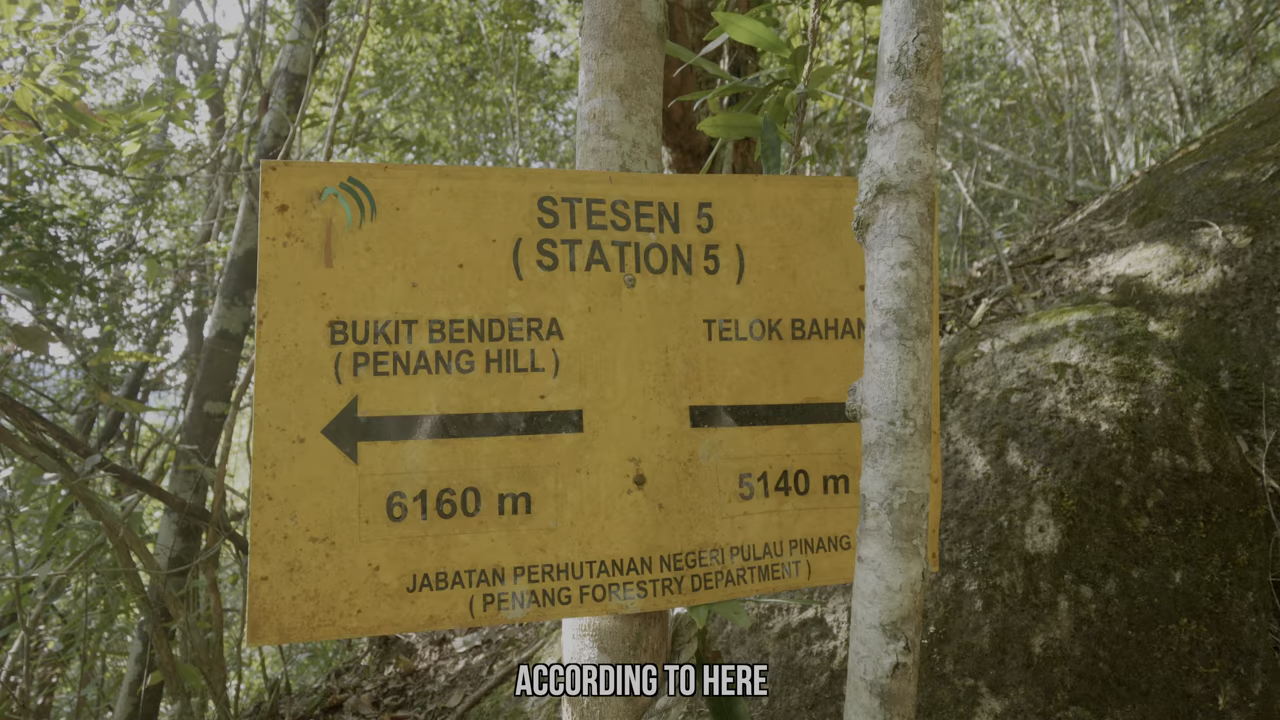 STESEN 5
( STATION 5 )
BUKIT BENDERA
( PENANG HILL )
TELOK BAHAN
6160 m
5140 m
JABATAN PERHUTANAN NEGERI PULAU PINANG
( PENANG FORESTRY DEPARTMENT )
ACCORDING TO HERE